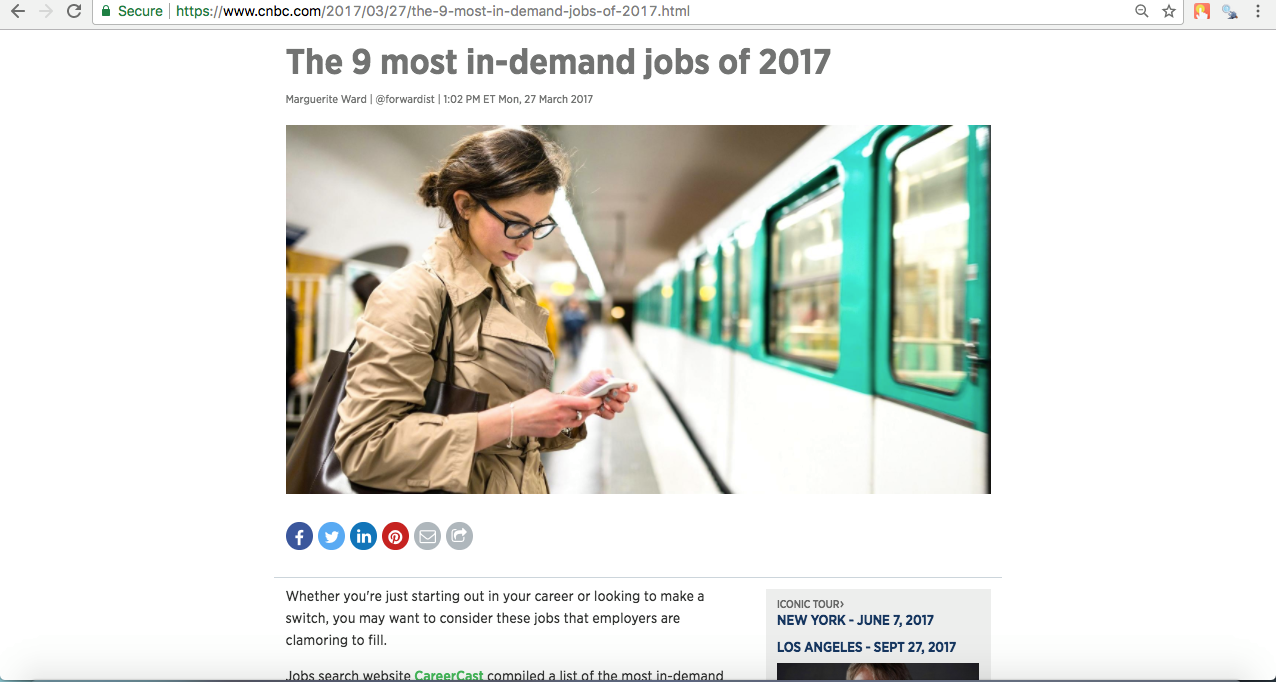 Secure https://www.cnbc.com/2017/03/27/the-9-most-in-demand-jobs-of-2017.html
The 9 most in-demand jobs of 2017
Marguerite Ward | @forwardist | 1:02 PM ET Mon, 27 March 2017
Whether you're just starting out in your career or looking to make a
switch, you may want to consider these jobs that employers are
clamoring to fill.
Jobs search website CareerCast compiled a list of the most in-demand
ICONIC TOUR›
NEW YORK - JUNE 7, 2017
LOS ANGELES - SEPT 27, 2017